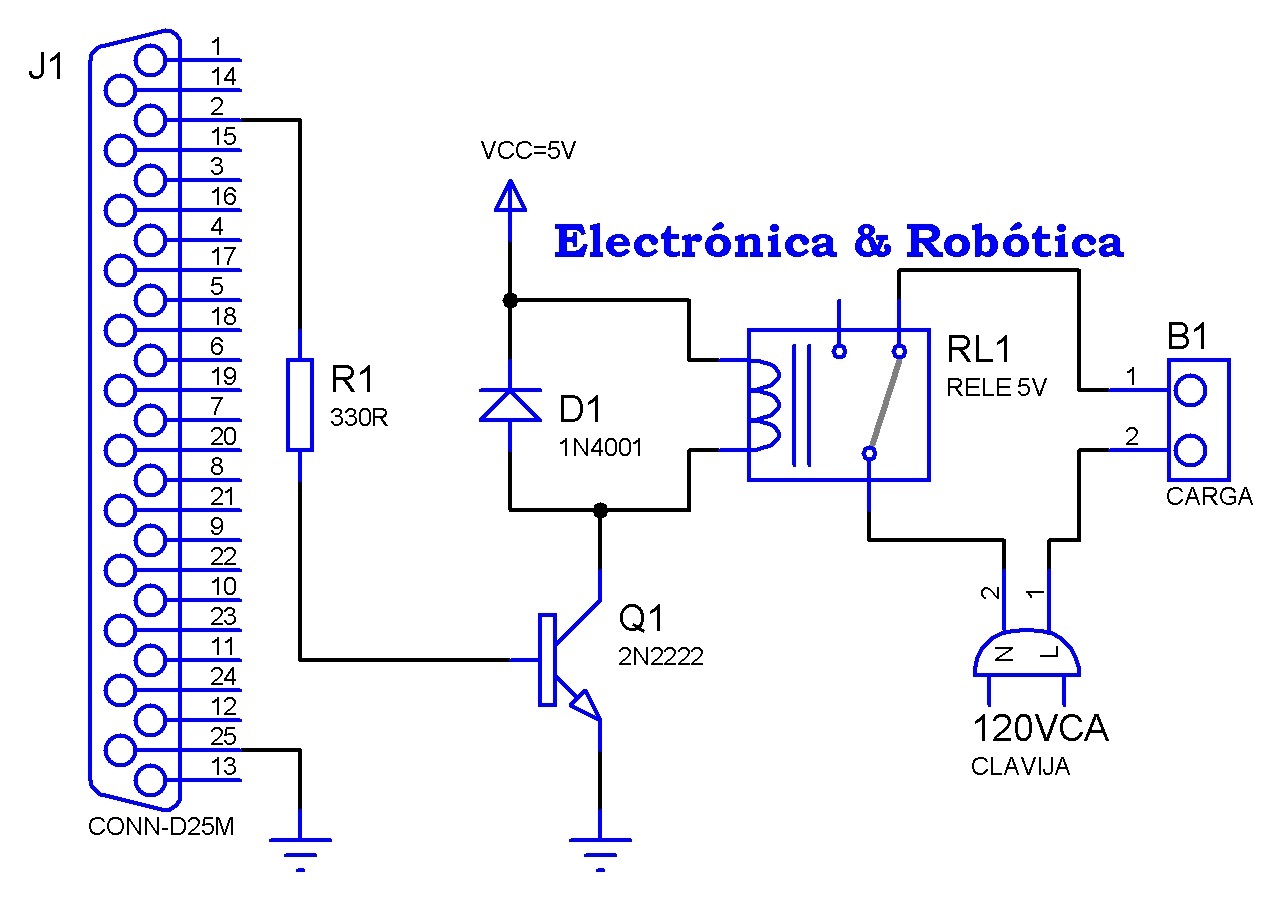 J1
1
14
2
15
3
16
4
17
5
18
6
19
7
20
8
21
9
22
10
23
11
24
12
25
13
CONN-D25M
R1
330R
VCC=5V
Electrónica & Robótica
D1
1N4001
RL1
RELE 5V
B1
1
2
CARGA
Q1
2N2222
2
1
N
L
120VCA
CLAVIJA